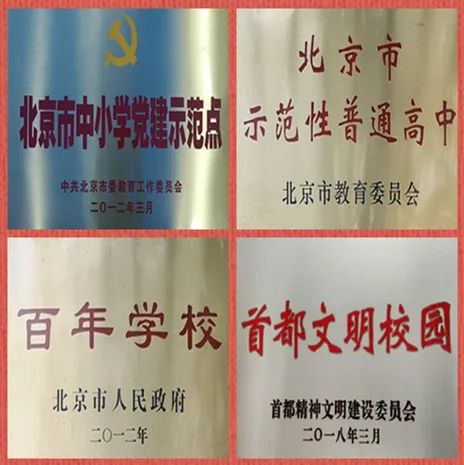 北京市中小学党建示范点
中共北京市委教育工作委员会
二〇一二年三月
北京市
示范性普通高中
北京市教育委员会
百年学校
北京市人民政府
二〇一二年
首都文明校园
首都精神文明建设委员会
二〇一八年三月